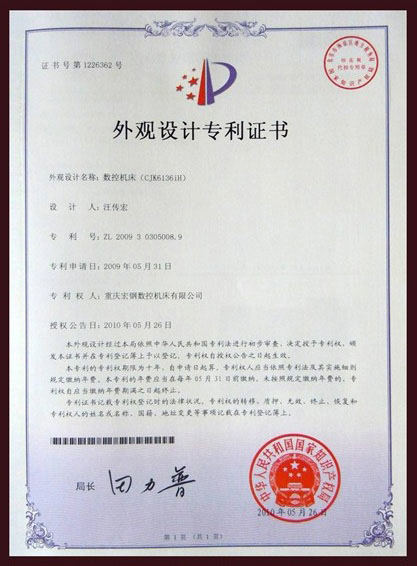 证书号第1226362号
外观设计专利证书
外观设计名称：数控机床（CJK6136iH）
设 计 人：汪传宏
专 利 号：ZL 2009 3 0305008.9
专利申请日：2009年05月31日
专 利 权 人：重庆宏钢数控机床有限公司
授权公告日：2010年05月26日
本外观设计经过本局依照中华人民共和国专利法进行初步审查，决定授予专利权，颁
发本证书并在专利登记簿上予以登记。专利权自授权公告之日起生效。
本专利的专利权期限为十年，自申请日起算。专利权人应当依照专利法及其实施细则
规定缴纳年费。本专利的年费应当在每年05月31日前缴纳。未按照规定缴纳年费的，专
利权自应当缴纳年费期满之日起终止。
专利证书记载专利权登记时的法律状况。专利权的转移、质押、无效、终止、恢复和
专利权人的姓名或名称、国籍、地址变更等事项记载在专利登记簿上。
局长 田力普
中华人民共和国国家知识产权局
2010年05月26日
第1页（共1页）